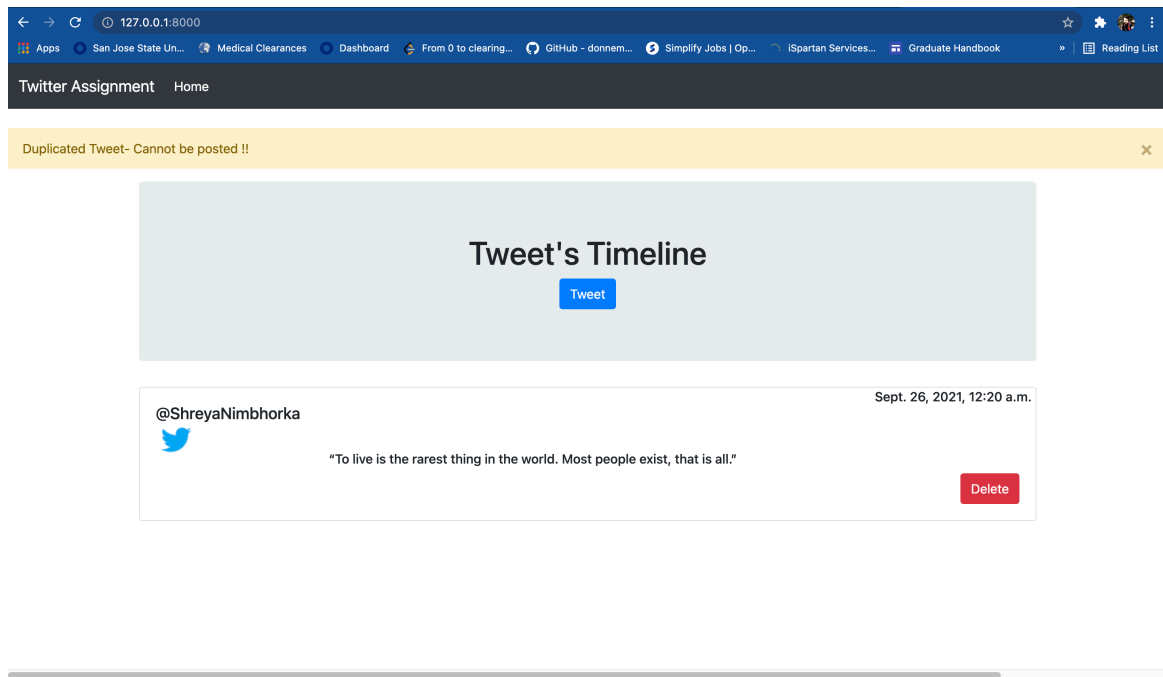 127.0.0.1:8000
Apps San Jose State Un... Medical Clearances Dashboard From 0 to clearing... GitHub - donnem... Simplify Jobs | Op... iSpartan Services... Graduate Handbook » Reading List
Twitter Assignment Home
Duplicated Tweet- Cannot be posted !! ×
Tweet's Timeline
Tweet
Sept. 26, 2021, 12:20 a.m.
@ShreyaNimbhorka
“To live is the rarest thing in the world. Most people exist, that is all.”
Delete